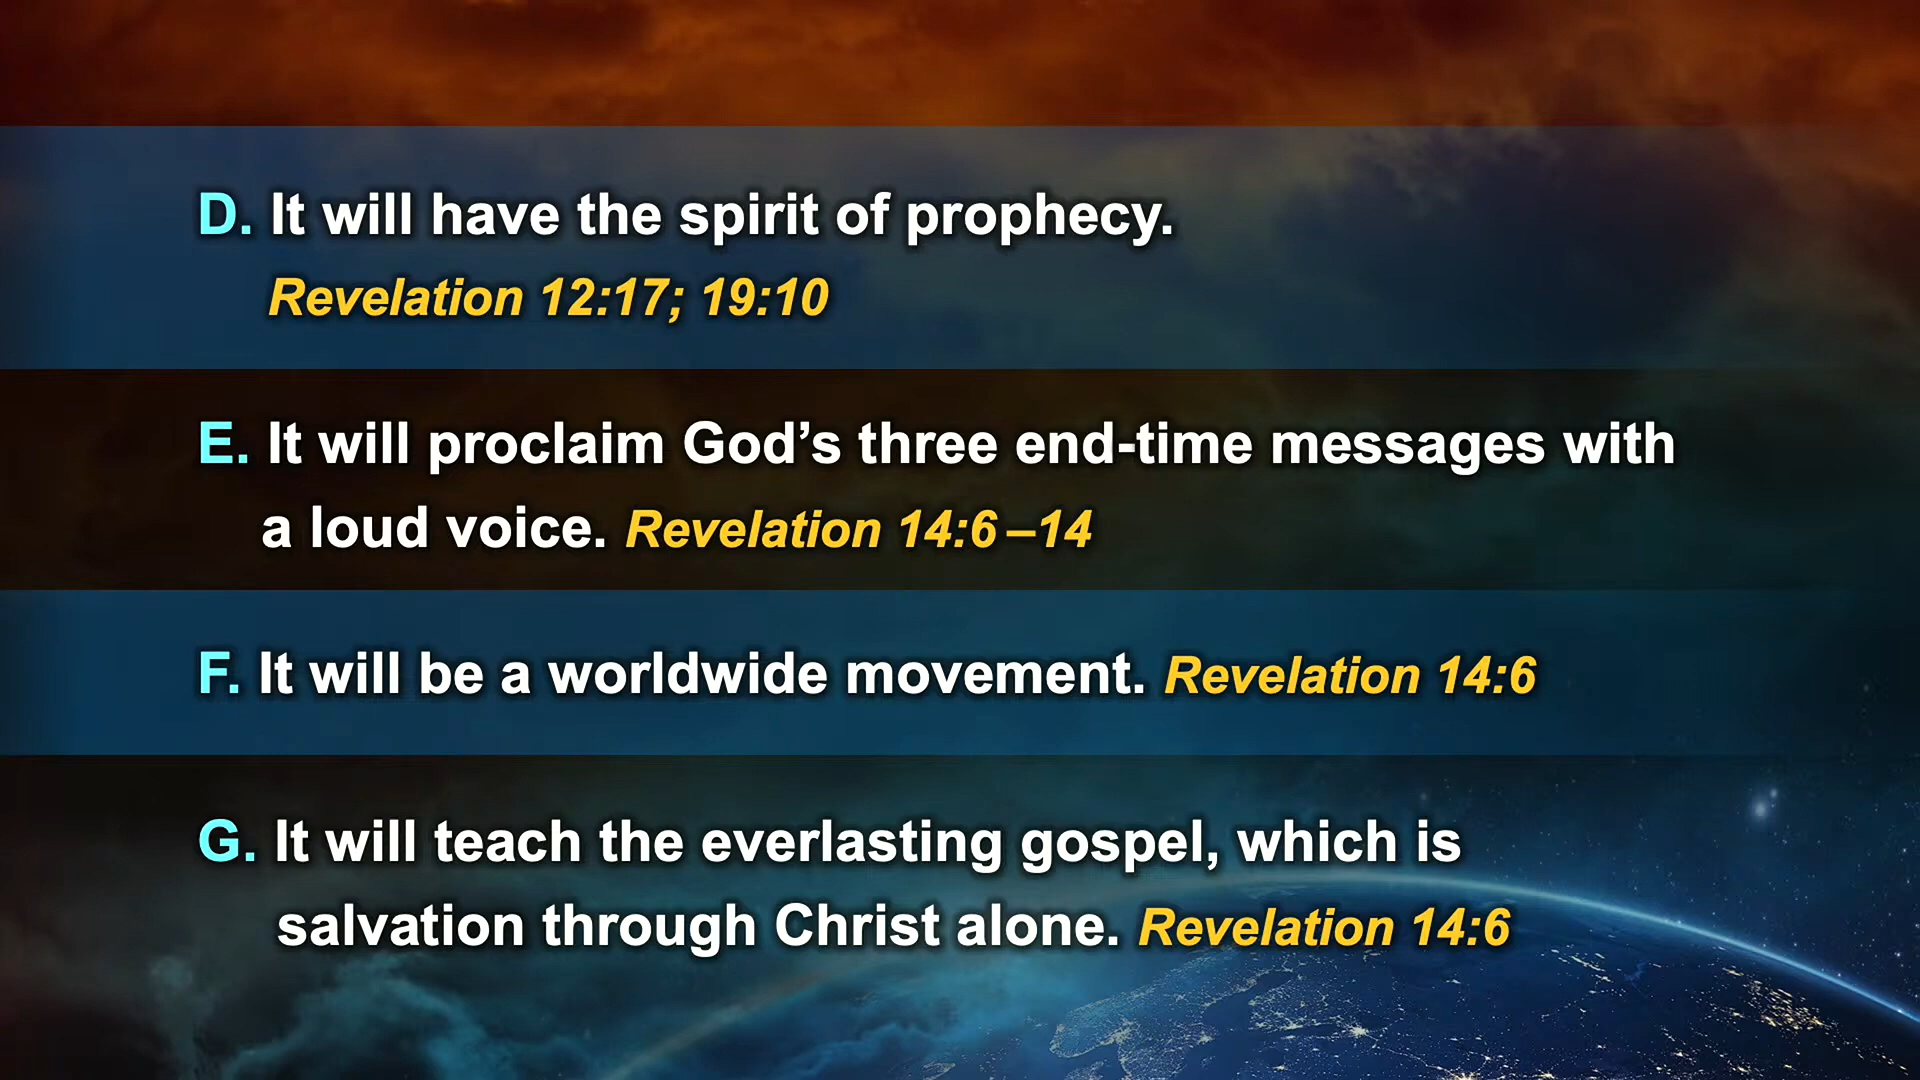 D. It will have the spirit of prophecy.
Revelation 12:17; 19:10
E. It will proclaim God’s three end-time messages with
a loud voice. Revelation 14:6–14
F. It will be a worldwide movement. Revelation 14:6
G. It will teach the everlasting gospel, which is
salvation through Christ alone. Revelation 14:6